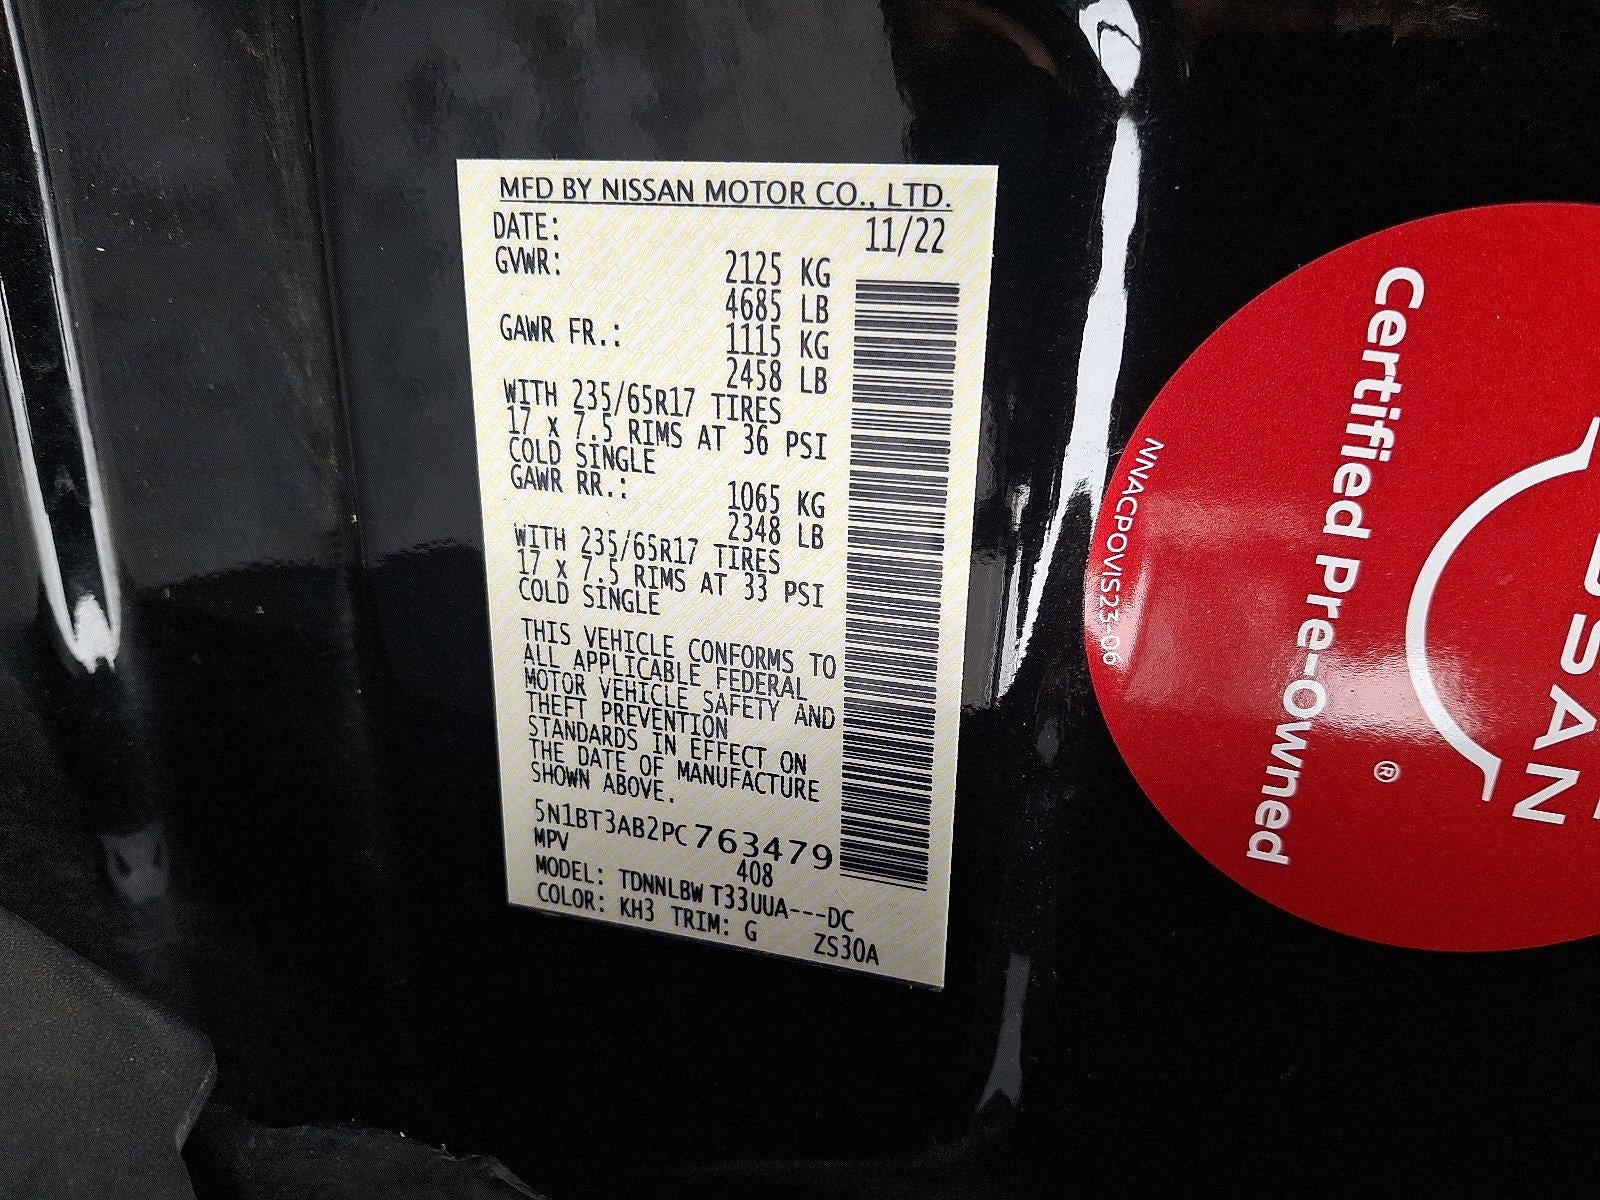 MFD BY NISSAN MOTOR CO., LTD.
DATE: 11/22
GVWR: 2125 KG
4685 LB
GAWR FR.: 1115 KG
2458 LB
WITH 235/65R17 TIRES
17 x 7.5 RIMS AT 36 PSI
COLD SINGLE
GAWR RR.: 1065 KG
2348 LB
WITH 235/65R17 TIRES
17 x 7.5 RIMS AT 33 PSI
COLD SINGLE
THIS VEHICLE CONFORMS TO
ALL APPLICABLE FEDERAL
MOTOR VEHICLE SAFETY AND
THEFT PREVENTION
STANDARDS IN EFFECT ON
THE DATE OF MANUFACTURE
SHOWN ABOVE.
5N1BT3AB2PC763479
MPV 408
MODEL: TDNNLBW T33UUA---DC
COLOR: KH3 TRIM: G ZS30A
Certified Pre-Owned
®
NNACPOVIS23-06